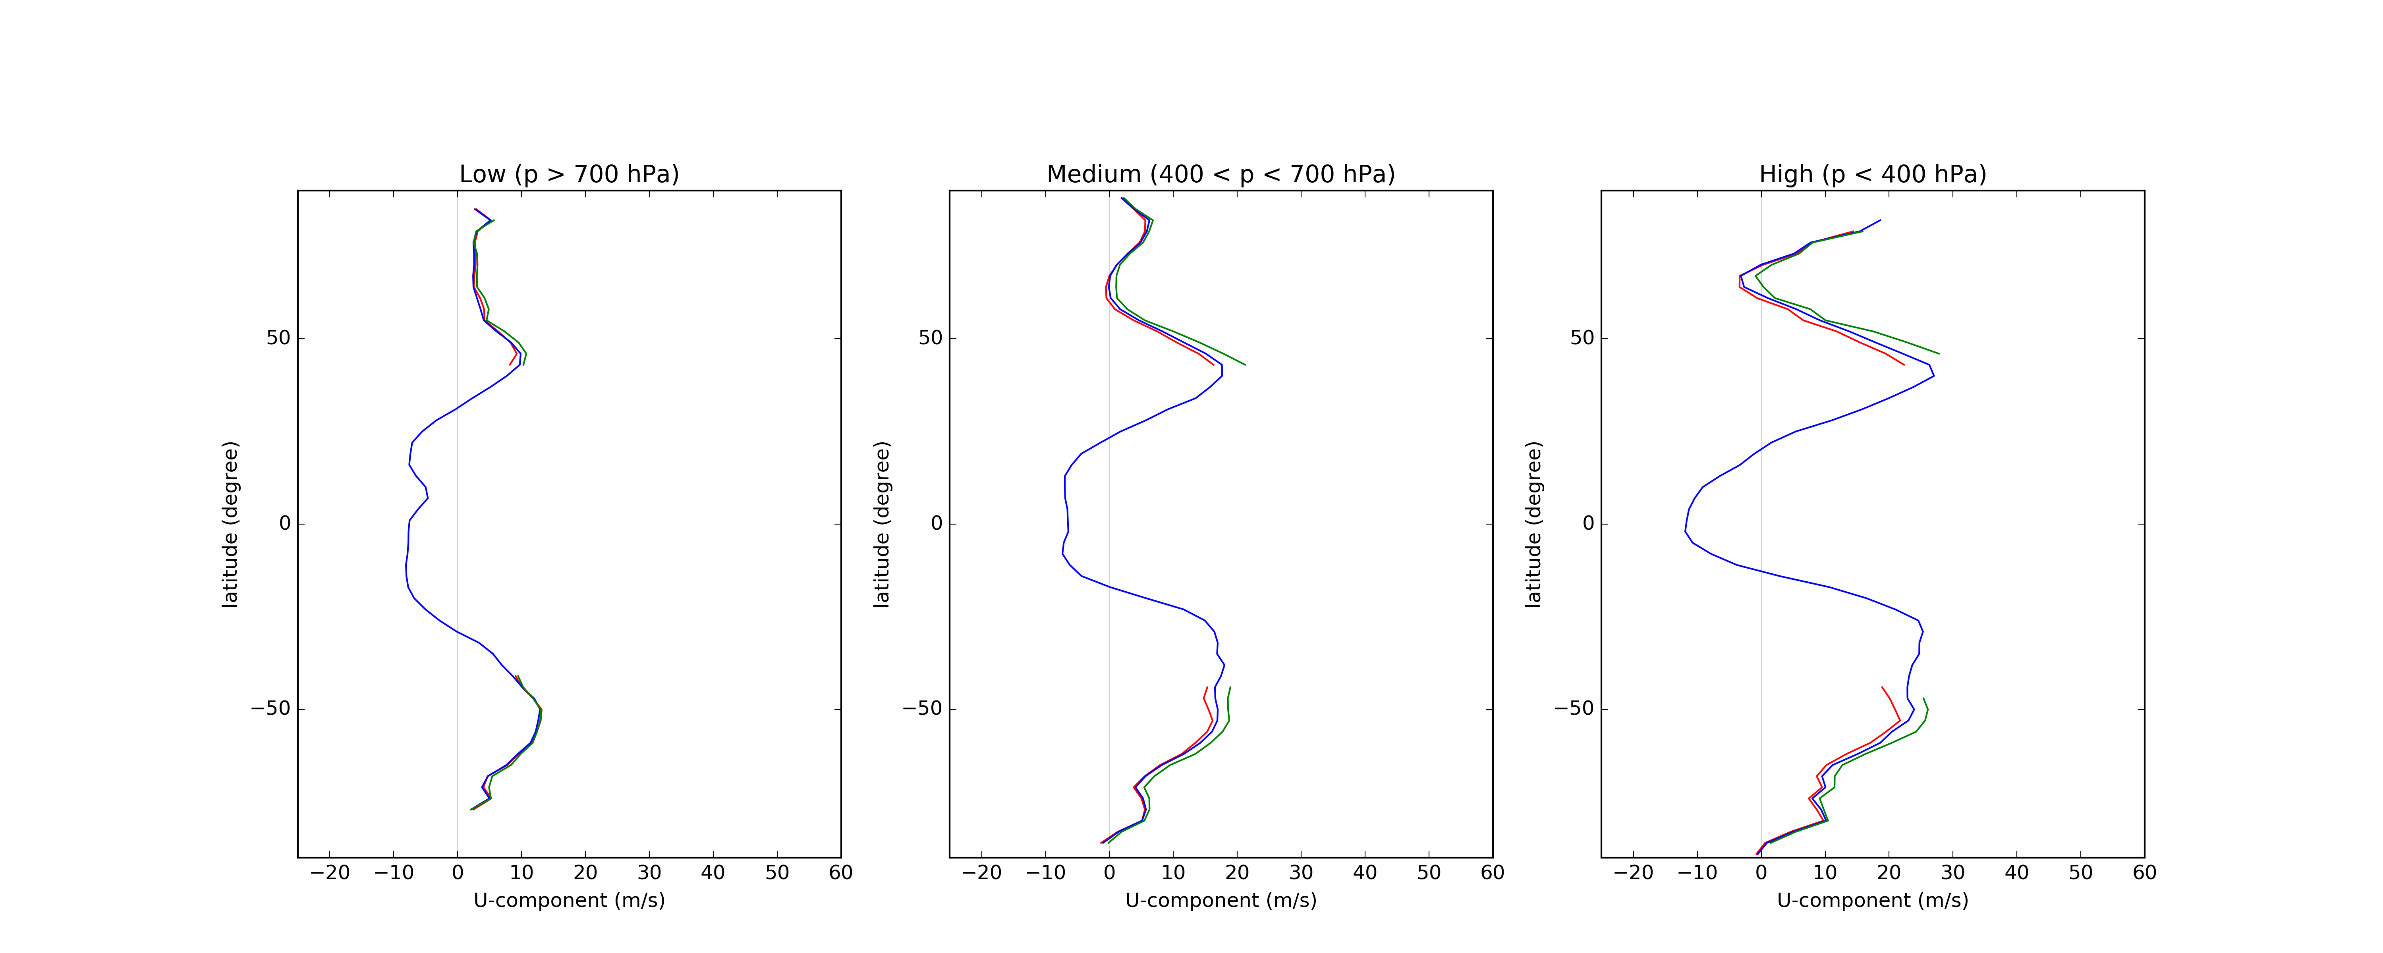 Low (p > 700 hPa)
50
0
−50
latitude (degree)
−20 −10 0 10 20 30 40 50 60
U-component (m/s)
Medium (400 < p < 700 hPa)
50
0
−50
latitude (degree)
−20 −10 0 10 20 30 40 50 60
U-component (m/s)
High (p < 400 hPa)
50
0
−50
latitude (degree)
−20 −10 0 10 20 30 40 50 60
U-component (m/s)